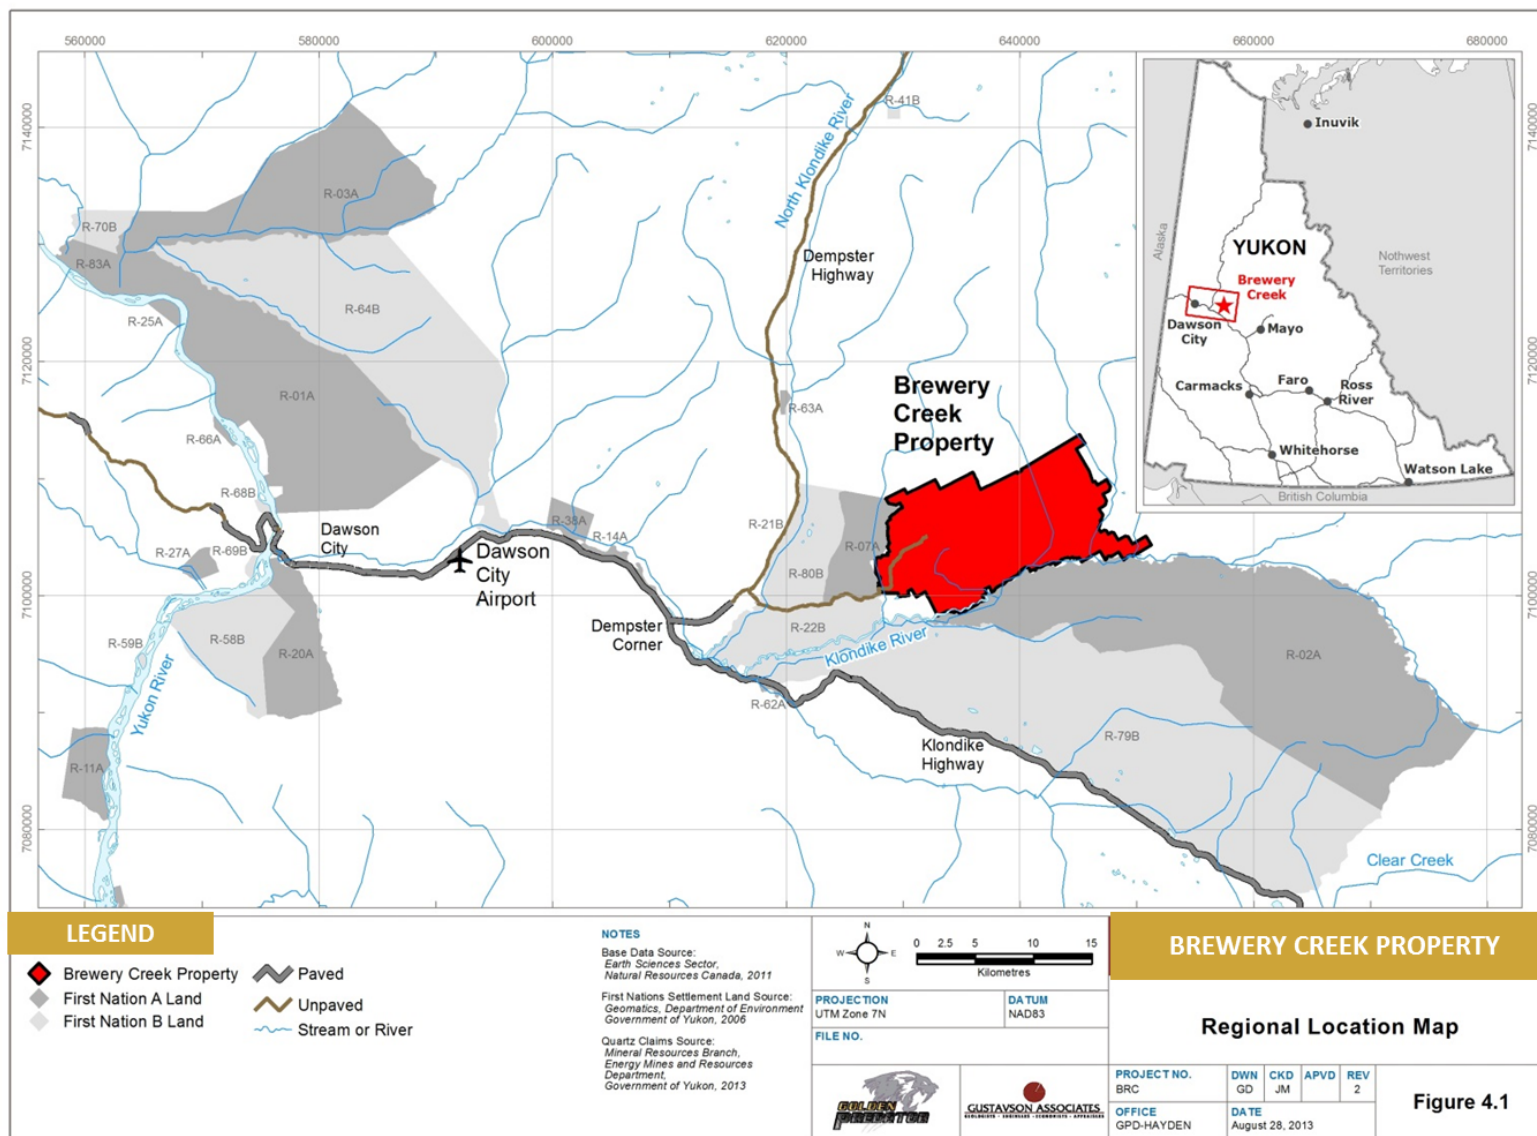 560000
580000
600000
620000
640000
660000
680000
7140000
7120000
7100000
7080000
7140000
7120000
7100000
7080000
R-41B
North Klondike River
Dempster
Highway
R-03A
R-70B
R-83A
R-64B
R-25A
R-01A
R-66A
R-63A
Brewery
Creek
Property
R-68B
R-38A
R-21B
R-14A
R-07A
Dawson
City
R-27A
R-69B
Dawson
City
Airport
R-80B
Dempster
Corner
R-22B
Klondike River
R-59B
R-58B
R-20A
R-02A
Yukon River
R-62A
R-79B
Klondike
Highway
R-11A
Clear Creek
Inuvik
Alaska
YUKON
Nothwest
Territories
Brewery
Creek
Dawson
City
Mayo
Carmacks
Faro
Ross
River
Whitehorse
Watson Lake
British Columbia
LEGEND
Brewery Creek Property
First Nation A Land
First Nation B Land
Paved
Unpaved
Stream or River
NOTES
Base Data Source:
Earth Sciences Sector,
Natural Resources Canada, 2011
First Nations Settlement Land Source:
Geomatics, Department of Environment
Government of Yukon, 2006
Quartz Claims Source:
Mineral Resources Branch,
Energy Mines and Resources
Department,
Government of Yukon, 2013
N
W E
S
0 2.5 5 10 15
Kilometres
PROJECTION
UTM Zone 7N
DATUM
NAD83
FILE NO.
GOLDEN
PREDATOR
GUSTAVSON ASSOCIATES
GEOLOGISTS • ENGINEERS • ECONOMISTS • APPRAISERS
BREWERY CREEK PROPERTY
Regional Location Map
PROJECT NO.
BRC
DWN
GD
CKD
JM
APVD
REV
2
OFFICE
GPD-HAYDEN
DATE
August 28, 2013
Figure 4.1